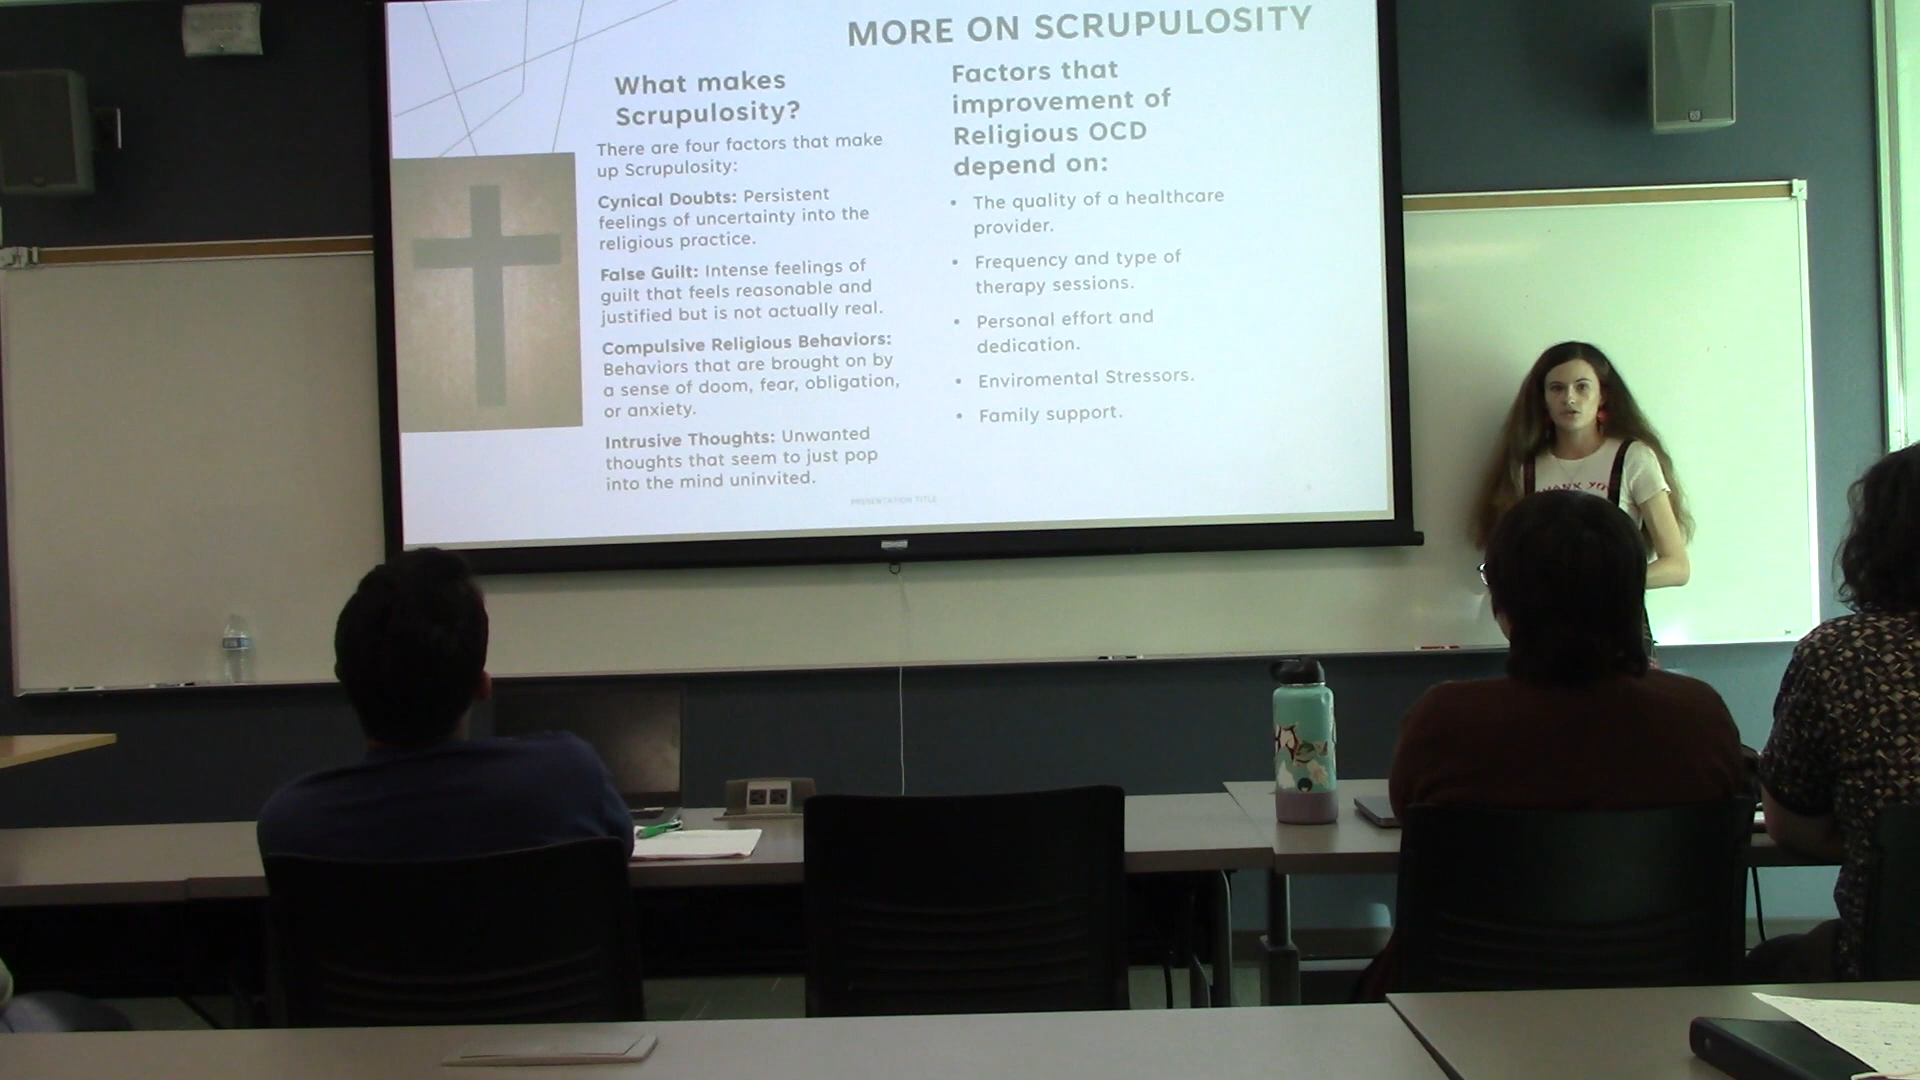 MORE ON SCRUPULOSITY
What makes
Scrupulosity?
There are four factors that make
up Scrupulosity:
Cynical Doubts: Persistent
feelings of uncertainty into the
religious practice.
False Guilt: Intense feelings of
guilt that feels reasonable and
justified but is not actually real.
Compulsive Religious Behaviors:
Behaviors that are brought on by
a sense of doom, fear, obligation,
or anxiety.
Intrusive Thoughts: Unwanted
thoughts that seem to just pop
into the mind uninvited.
Factors that
improvement of
Religious OCD
depend on:
• The quality of a healthcare
provider.
• Frequency and type of
therapy sessions.
• Personal effort and
dedication.
• Enviromental Stressors.
• Family support.
PRESENTATION TITLE
THANK YOU